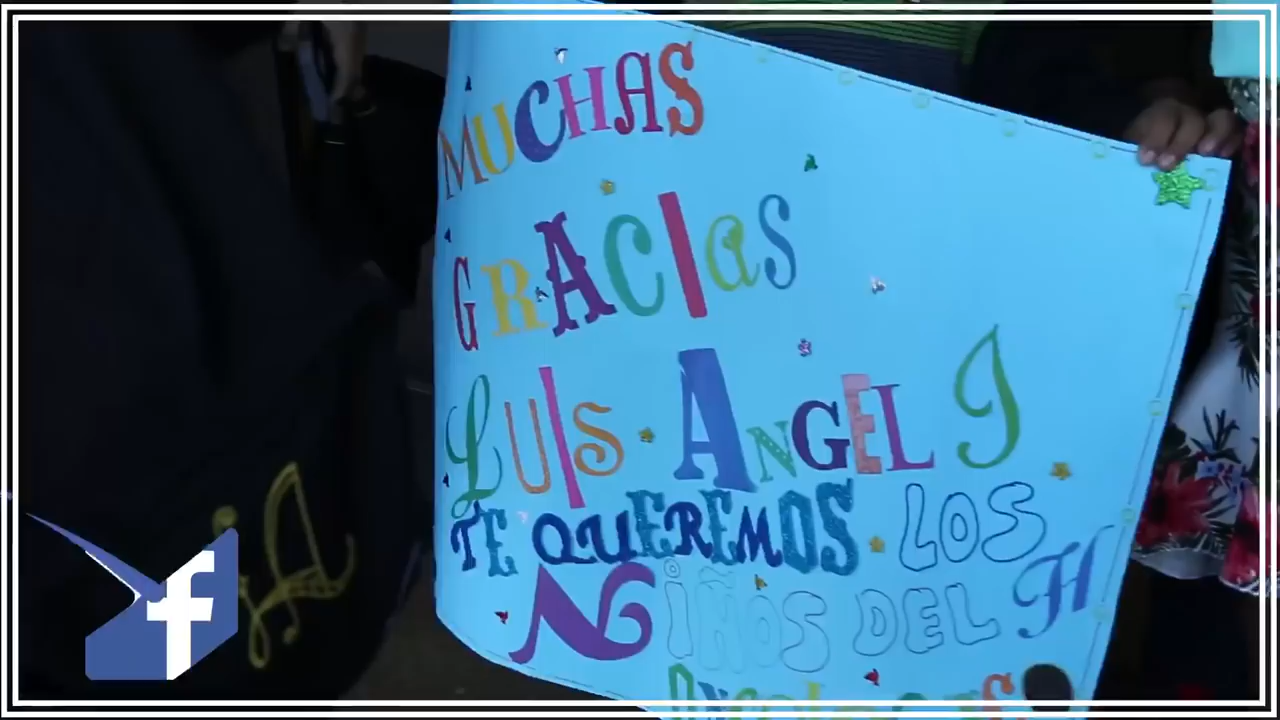 MUCHAS
GRACIas
LUIS ANGEL J
TE QUEREMOS LOS
NIÑOS DEL H
f